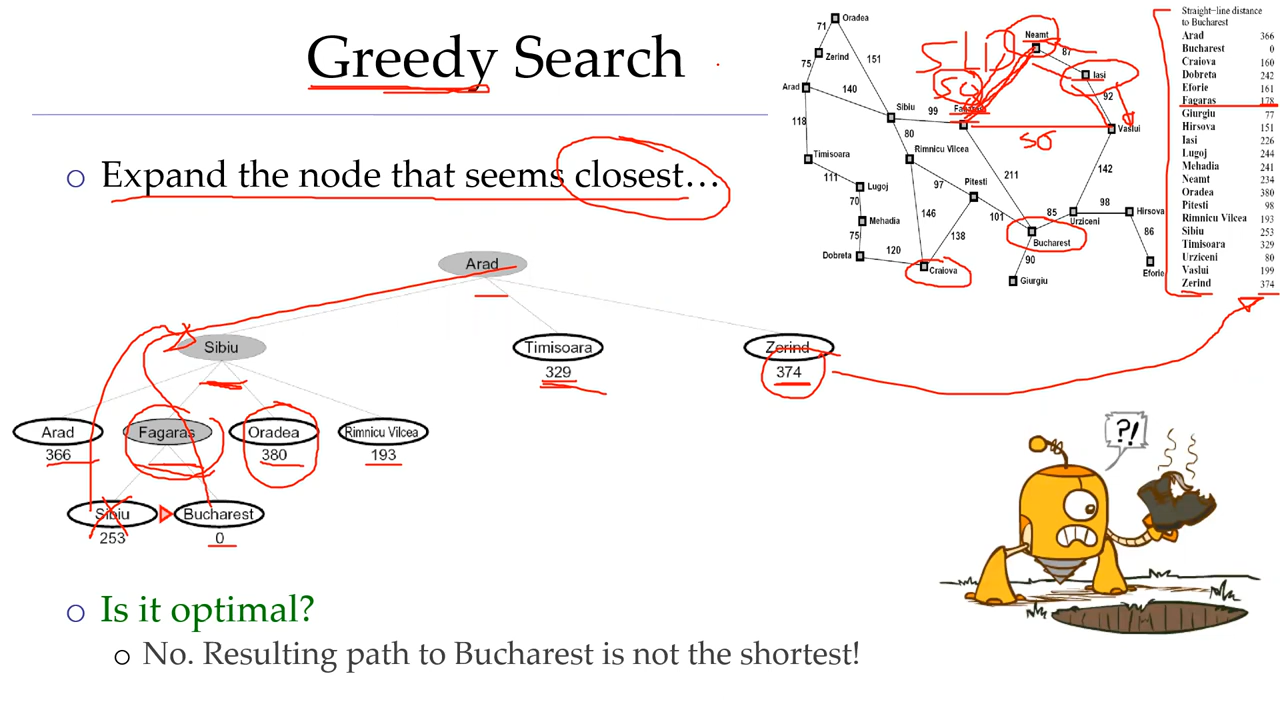 Greedy Search
Expand the node that seems closest…
Arad
Sibiu
Timisoara
329
Zerind
374
Arad
366
Fagaras
Oradea
380
Rimnicu Vilcea
193
Sibiu
253
Bucharest
0
Is it optimal?
No. Resulting path to Bucharest is not the shortest!
?!
Oradea
71
Zerind
75
151
Arad
140
118
Sibiu
99
Fagaras
80
Rimnicu Vilcea
Timisoara
111
Lugoj
70
Mehadia
75
Dobreta
120
146
97
Pitesti
138
101
Craiova
211
Bucharest
90
Giurgiu
85
Urziceni
98
Hirsova
86
Eforie
142
Vaslui
92
Iasi
87
Neamt
SLD
50
50
Straight−line distance
to Bucharest
Arad 366
Bucharest 0
Craiova 160
Dobreta 242
Eforie 161
Fagaras 178
Giurgiu 77
Hirsova 151
Iasi 226
Lugoj 244
Mehadia 241
Neamt 234
Oradea 380
Pitesti 98
Rimnicu Vilcea 193
Sibiu 253
Timisoara 329
Urziceni 80
Vaslui 199
Zerind 374